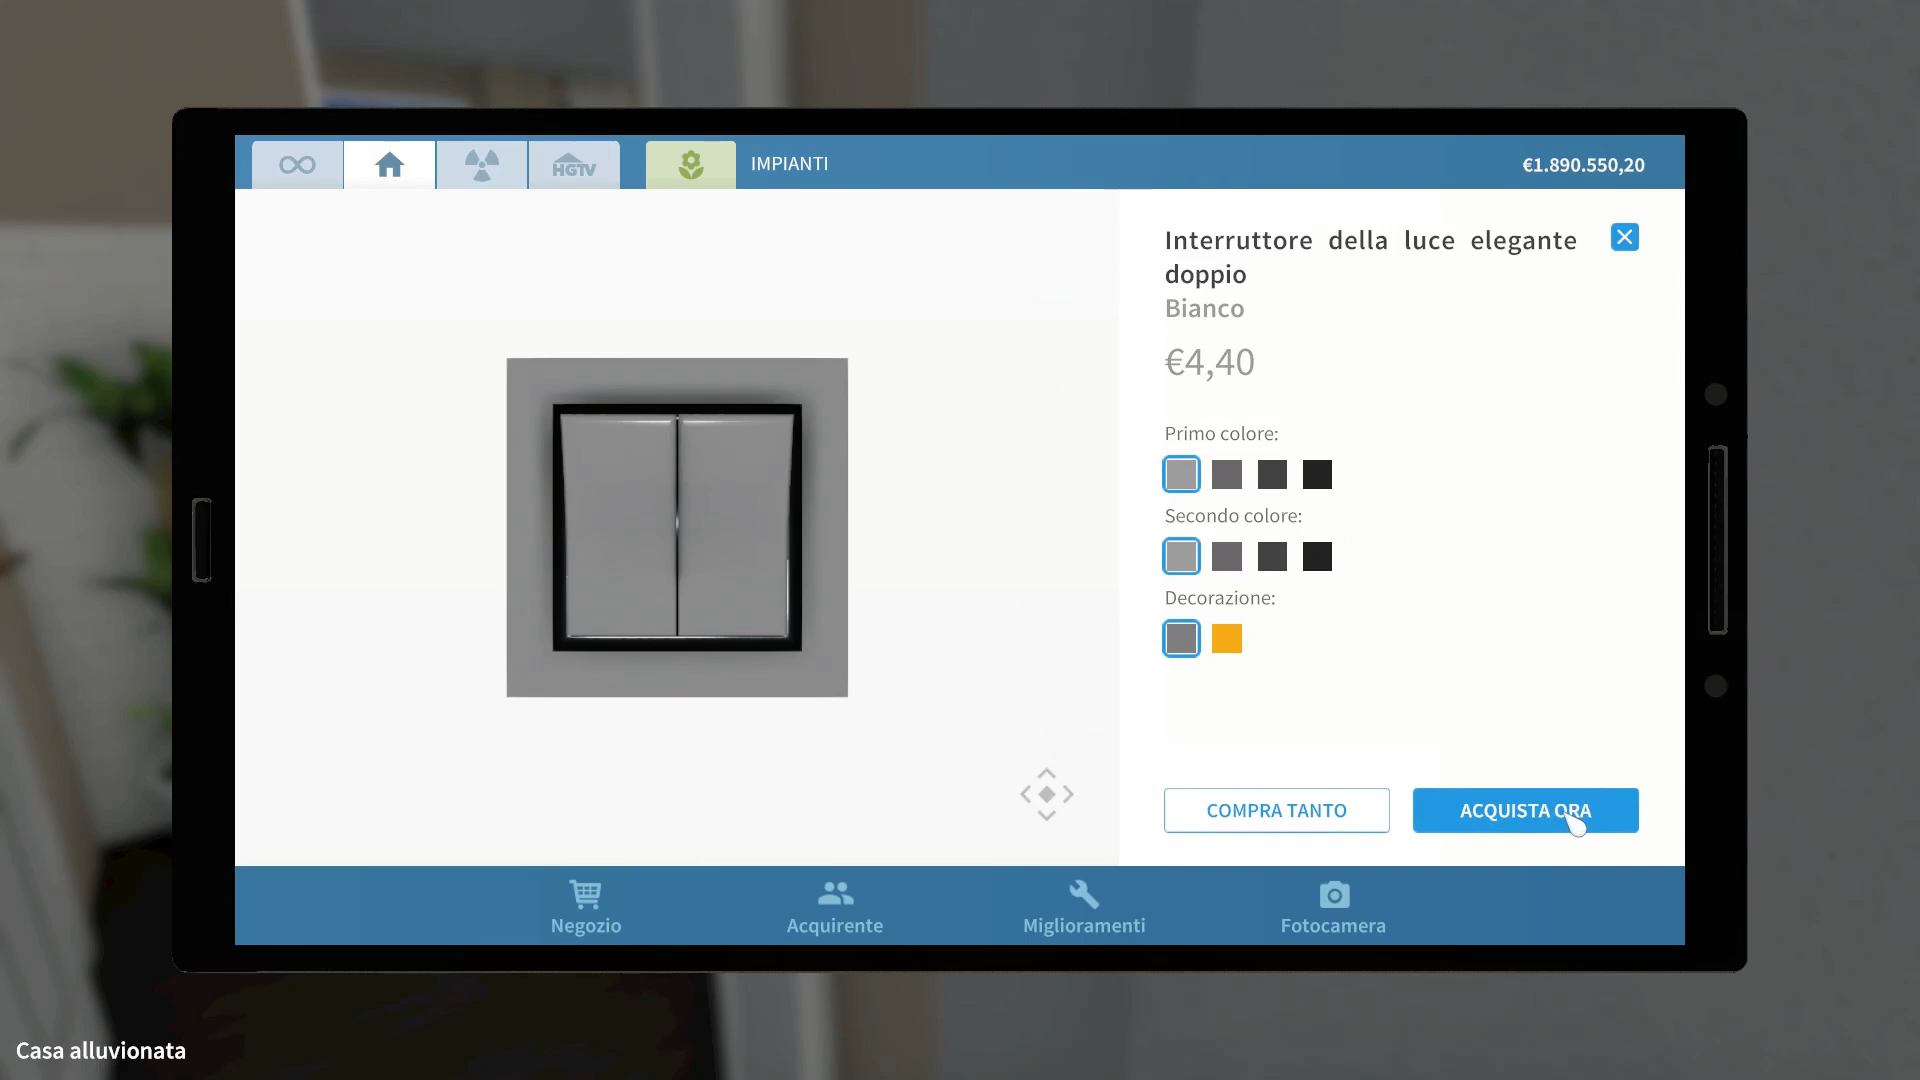 HGTV
IMPIANTI
€1.890.550,20
Interruttore della luce elegante
doppio
Bianco
€4,40
Primo colore:
Secondo colore:
Decorazione:
COMPRA TANTO
ACQUISTA ORA
Negozio
Acquirente
Miglioramenti
Fotocamera
Casa alluvionata